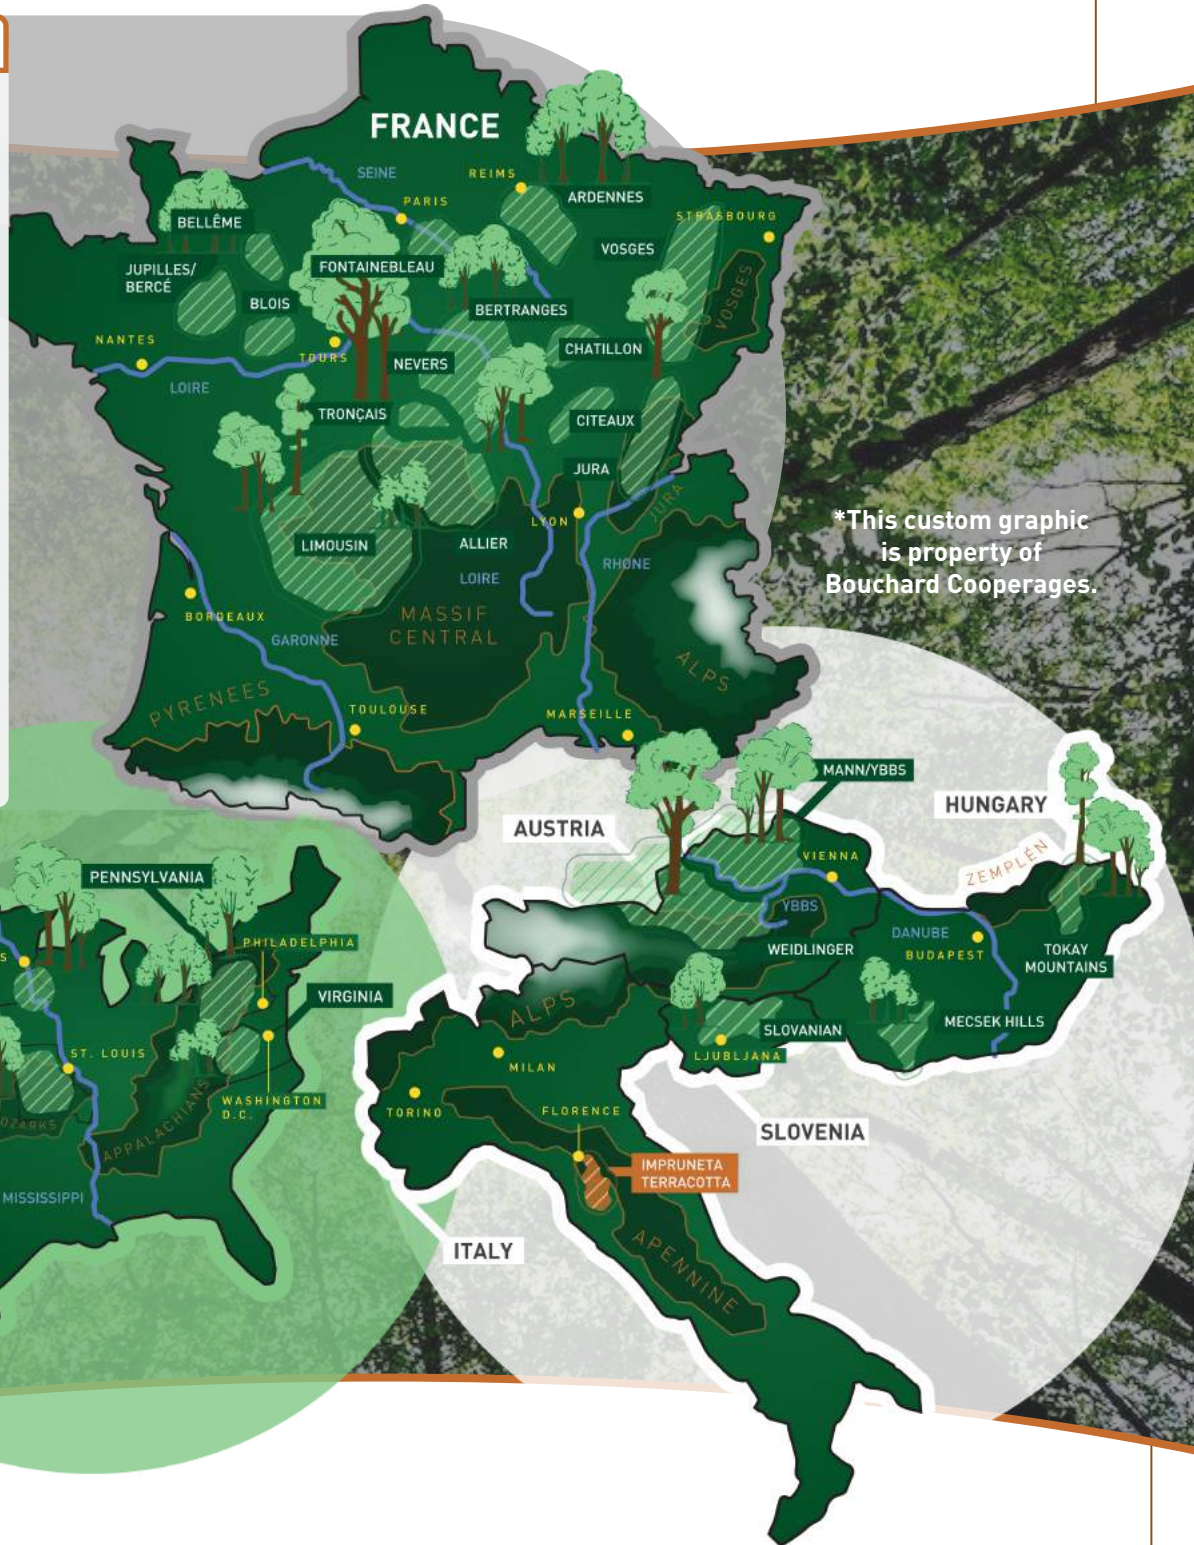 FRANCE
SEINE
REIMS
PARIS
ARDENNES
STRASBOURG
BELLÊME
VOSGES
JUPILLES/
BERCÉ
FONTAINEBLEAU
VOSGES
BLOIS
BERTRANGES
NANTES
TOURS
CHATILLON
NEVERS
LOIRE
TRONÇAIS
CITEAUX
JURA
JURA
LYON
LIMOUSIN
ALLIER
RHONE
LOIRE
*This custom graphic
is property of
Bouchard Cooperages.
BORDEAUX
MASSIF
CENTRAL
GARONNE
ALPS
PYRENEES
TOULOUSE
MARSEILLE
MANN/YBBS
AUSTRIA
HUNGARY
VIENNA
ZEMPLÉN
YBBS
DANUBE
WEIDLINGER
BUDAPEST
TOKAY
MOUNTAINS
MECSEK HILLS
SLOVANIAN
LJUBLJANA
SLOVENIA
ALPS
MILAN
TORINO
FLORENCE
IMPRUNETA
TERRACOTTA
APENNINE
ITALY
PENNSYLVANIA
PHILADELPHIA
S
VIRGINIA
ST. LOUIS
WASHINGTON
D.C.
OZARKS
APPALACHIANS
MISSISSIPPI